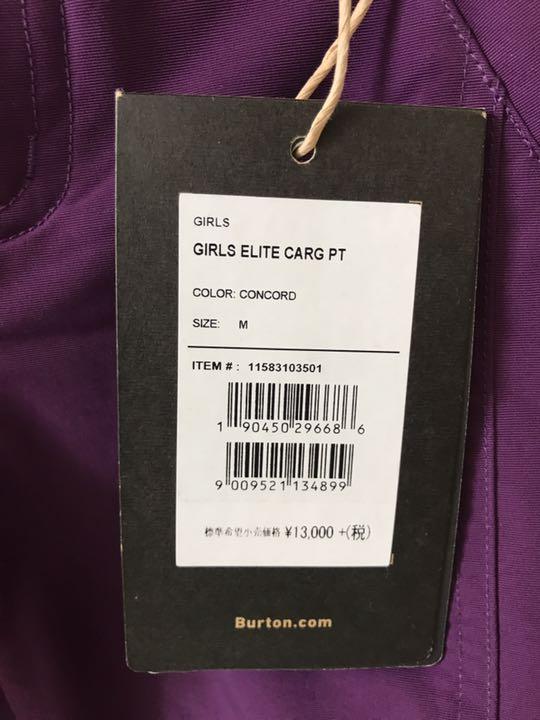 GIRLS
GIRLS ELITE CARG PT
COLOR: CONCORD
SIZE: M
ITEM # : 11583103501
1 90450 29668 6
9 009521 134899
標準希望小売価格 ¥13,000 +(税)
Burton.com